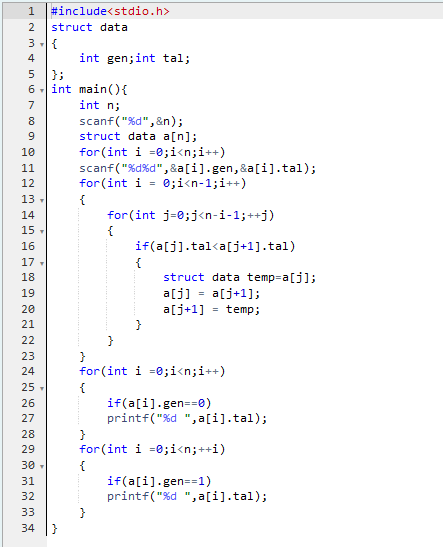 1 #include<stdio.h>
2 struct data
3 {
4     int gen;int tal;
5 };
6 int main(){
7     int n;
8     scanf("%d",&n);
9     struct data a[n];
10     for(int i =0;i<n;i++)
11     scanf("%d%d",&a[i].gen,&a[i].tal);
12     for(int i = 0;i<n-1;i++)
13     {
14         for(int j=0;j<n-i-1;++j)
15         {
16             if(a[j].tal<a[j+1].tal)
17             {
18                 struct data temp=a[j];
19                 a[j] = a[j+1];
20                 a[j+1] = temp;
21             }
22         }
23     }
24     for(int i =0;i<n;i++)
25     {
26         if(a[i].gen==0)
27         printf("%d ",a[i].tal);
28     }
29     for(int i =0;i<n;++i)
30     {
31         if(a[i].gen==1)
32         printf("%d ",a[i].tal);
33     }
34 }